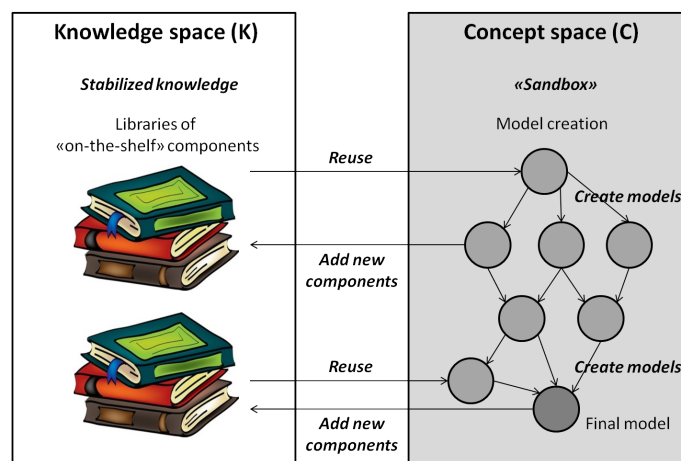 Knowledge space (K)
Stabilized knowledge
Libraries of
«on-the-shelf» components
Reuse
Add new
components
Reuse
Add new
components
Concept space (C)
«Sandbox»
Model creation
Create models
Create models
Final model